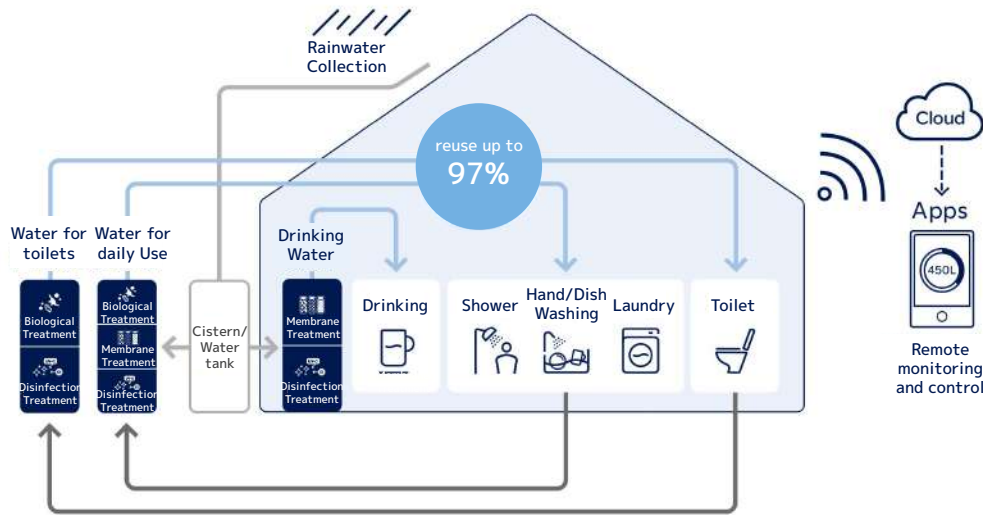 Rainwater
Collection
reuse up to
97%
Cloud
Apps
450L
Remote
monitoring
and control
Water for
toilets
Water for
daily Use
Drinking
Water
Biological
Treatment
Disinfection
Treatment
Biological
Treatment
Membrane
Treatment
Disinfection
Treatment
Cistern/
Water
tank
Membrane
Treatment
Disinfection
Treatment
Drinking
Shower
Hand/Dish
Washing
Laundry
Toilet